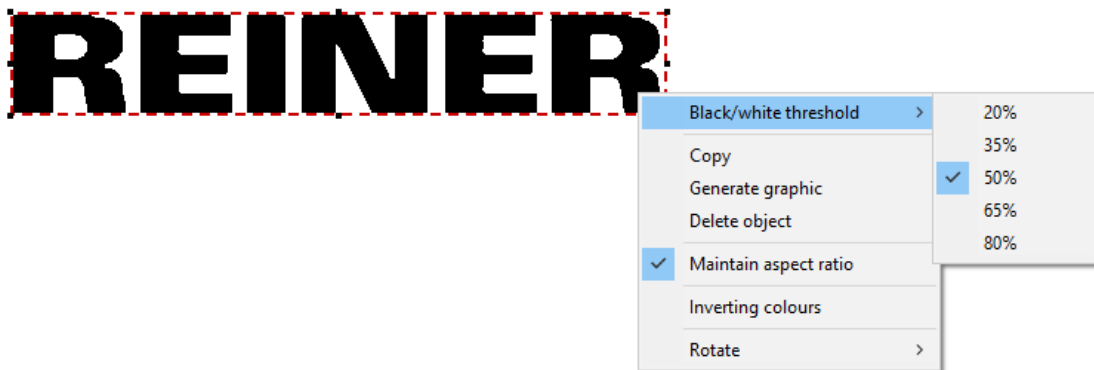 REINER
Black/white threshold
Copy
Generate graphic
Delete object
Maintain aspect ratio
Inverting colours
Rotate
20%
35%
50%
65%
80%